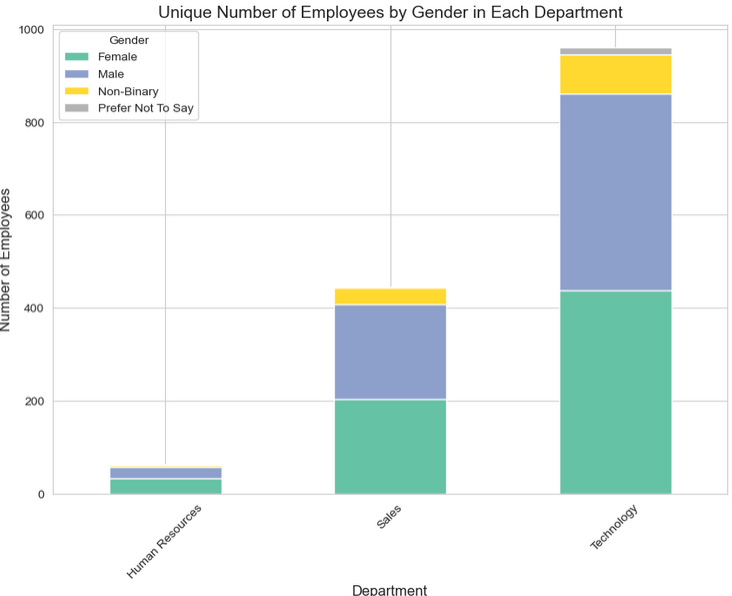 Unique Number of Employees by Gender in Each Department
Gender
Female
Male
Non-Binary
Prefer Not To Say
Number of Employees
1000
800
600
400
200
0
Human Resources
Sales
Technology
Department